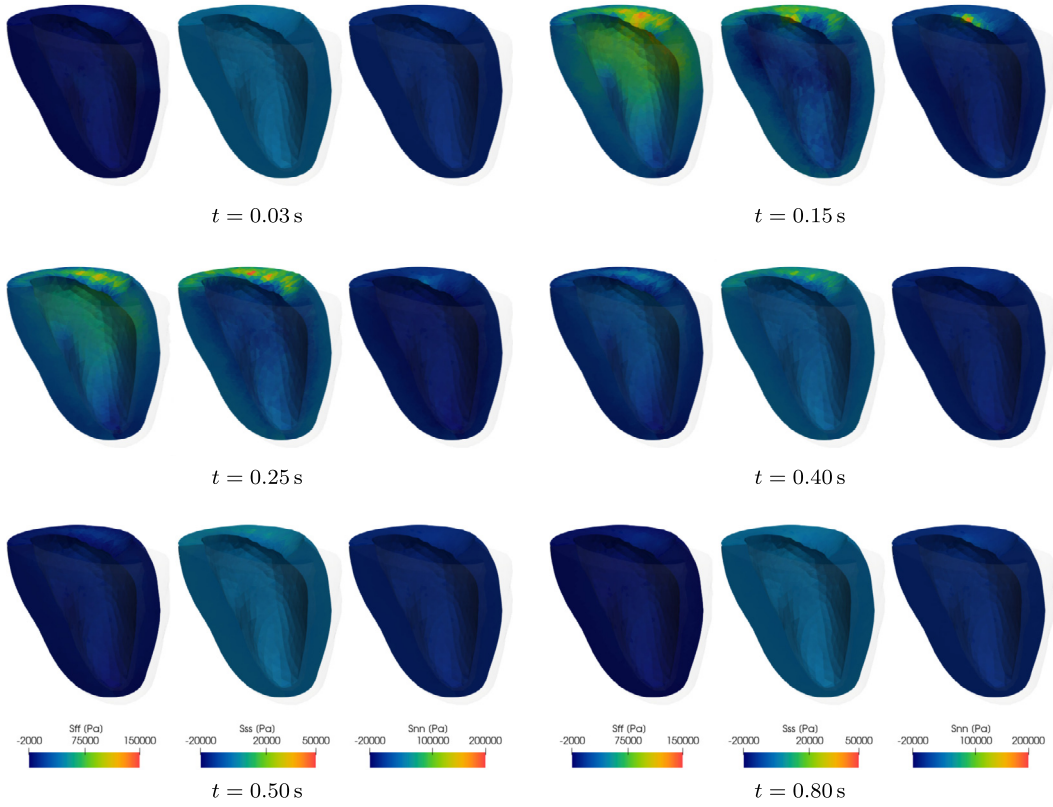 t = 0.03 s
t = 0.15 s
t = 0.25 s
t = 0.40 s
t = 0.50 s
t = 0.80 s
Sff (Pa)
-2000 75000 150000
Sss (Pa)
-20000 20000 50000
Snn (Pa)
-20000 100000 200000
Sff (Pa)
-2000 75000 150000
Sss (Pa)
-20000 20000 50000
Snn (Pa)
-20000 100000 200000